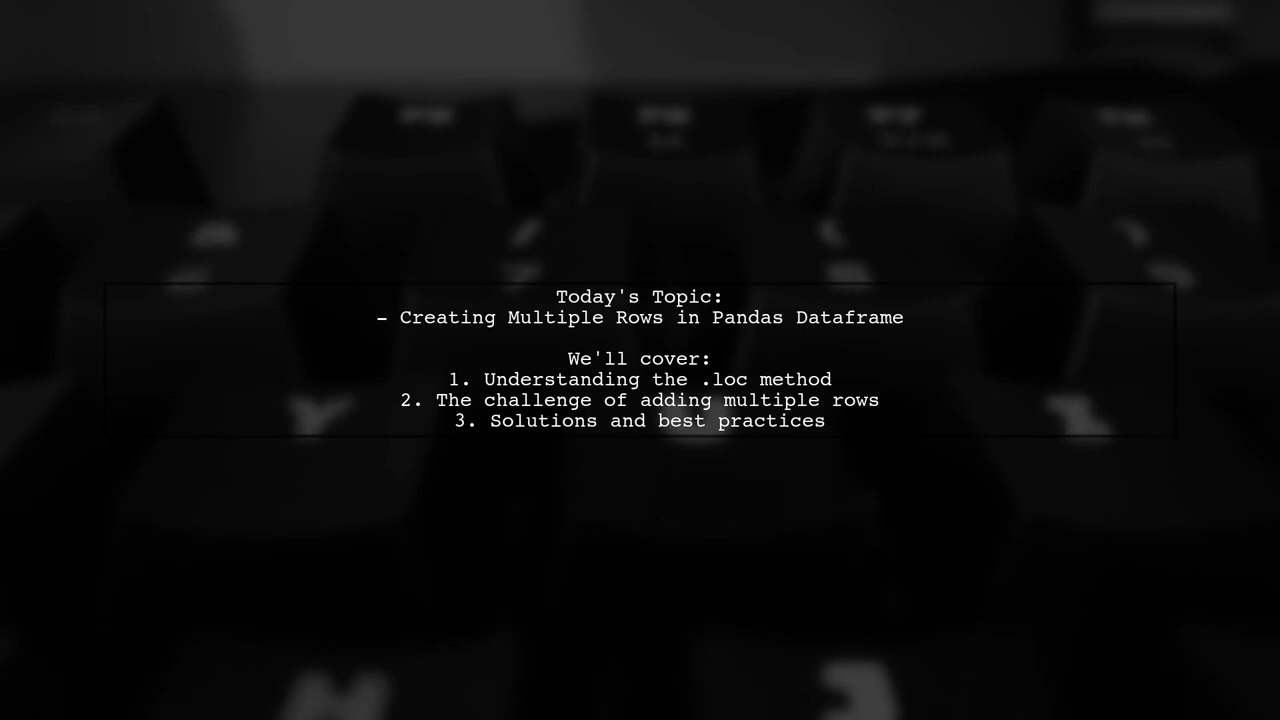 Today's Topic:
- Creating Multiple Rows in Pandas Dataframe
We'll cover:
1. Understanding the .loc method
2. The challenge of adding multiple rows
3. Solutions and best practices